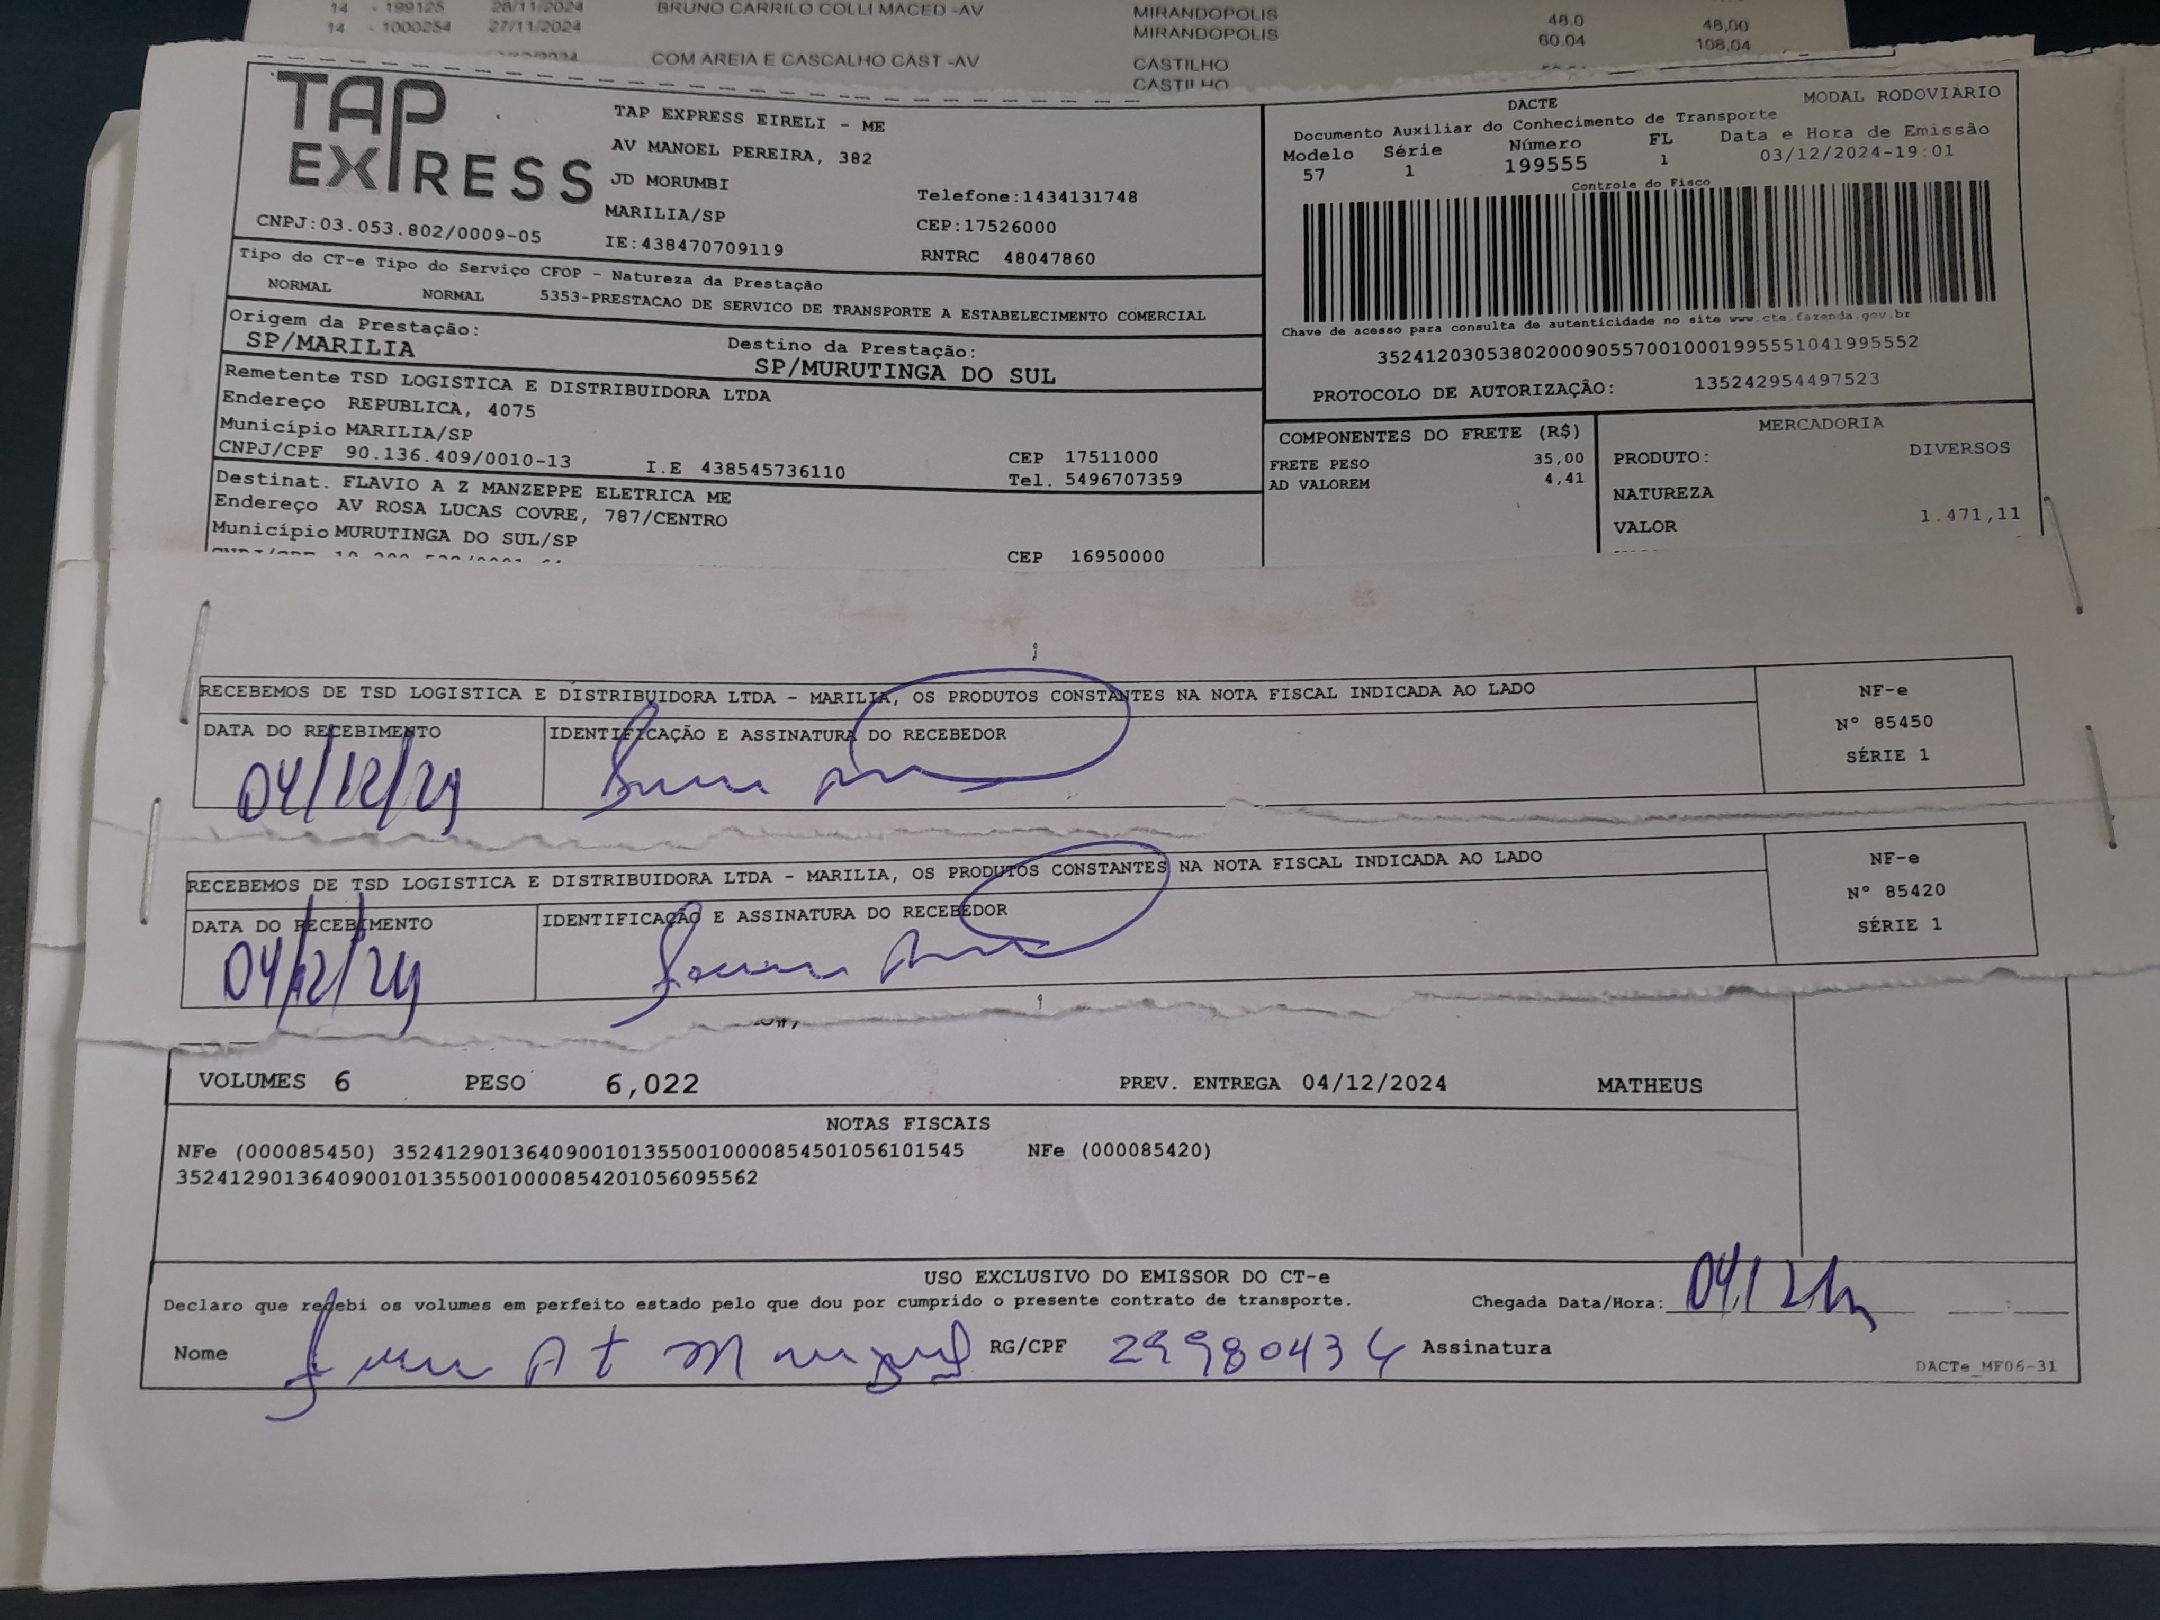 14 - 199125 28/11/2024 BRUNO CARRILO COLLI MACED -AV MIRANDOPOLIS 48.0 48,00
14 - 1000254 27/11/2024 MIRANDOPOLIS 60.04 108,04
COM AREIA E CASCALHO CAST -AV CASTILHO
CASTILHO
TAP EXPRESS
TAP EXPRESS EIRELI - ME
AV MANOEL PEREIRA, 382
JD MORUMBI
MARILIA/SP
IE:438470709119
Telefone:1434131748
CEP:17526000
RNTRC 48047860
CNPJ:03.053.802/0009-05
DACTE MODAL RODOVIÁRIO
Documento Auxiliar do Conhecimento de Transporte
Modelo Série Número FL Data e Hora de Emissão
57 1 199555 1 03/12/2024-19:01
Controle do Fisco
Chave de acesso para consulta de autenticidade no site www.cte.fazenda.gov.br
35241203053802000905570010001995551041995552
PROTOCOLO DE AUTORIZAÇÃO: 135242954497523
Tipo do CT-e Tipo do Serviço CFOP - Natureza da Prestação
NORMAL NORMAL 5353-PRESTACAO DE SERVICO DE TRANSPORTE A ESTABELECIMENTO COMERCIAL
Origem da Prestação: Destino da Prestação:
SP/MARILIA SP/MURUTINGA DO SUL
Remetente TSD LOGISTICA E DISTRIBUIDORA LTDA
Endereço REPUBLICA, 4075
Município MARILIA/SP CEP 17511000
CNPJ/CPF 90.136.409/0010-13 I.E 438545736110 Tel. 5496707359
Destinat. FLAVIO A Z MANZEPPE ELETRICA ME
Endereço AV ROSA LUCAS COVRE, 787/CENTRO
Município MURUTINGA DO SUL/SP CEP 16950000
COMPONENTES DO FRETE (R$)
FRETE PESO 35,00
AD VALOREM 4,41
MERCADORIA
PRODUTO: DIVERSOS
NATUREZA
VALOR 1.471,11
RECEBEMOS DE TSD LOGISTICA E DISTRIBUIDORA LTDA - MARILIA, OS PRODUTOS CONSTANTES NA NOTA FISCAL INDICADA AO LADO
DATA DO RECEBIMENTO IDENTIFICAÇÃO E ASSINATURA DO RECEBEDOR
04/12/24
NF-e
Nº 85450
SÉRIE 1
RECEBEMOS DE TSD LOGISTICA E DISTRIBUIDORA LTDA - MARILIA, OS PRODUTOS CONSTANTES NA NOTA FISCAL INDICADA AO LADO
DATA DO RECEBIMENTO IDENTIFICAÇÃO E ASSINATURA DO RECEBEDOR
04/12/24
NF-e
Nº 85420
SÉRIE 1
VOLUMES 6 PESO 6,022 PREV. ENTREGA 04/12/2024 MATHEUS
NOTAS FISCAIS
NFe (000085450) 35241290136409001013550010000854501056101545 NFe (000085420)
35241290136409001013550010000854201056095562
USO EXCLUSIVO DO EMISSOR DO CT-e
Declaro que recebi os volumes em perfeito estado pelo que dou por cumprido o presente contrato de transporte. Chegada Data/Hora:
Nome RG/CPF 29980434 Assinatura
DACTe_MF06-31